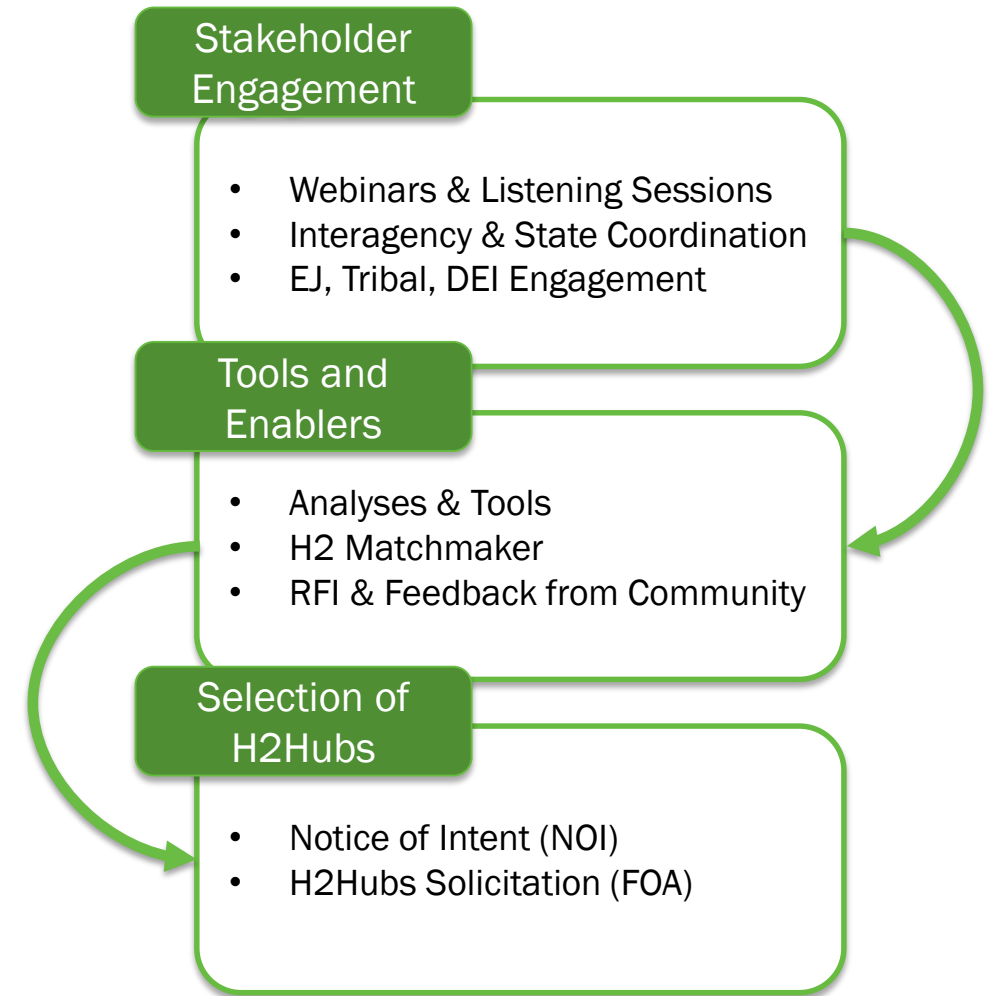 Stakeholder
Engagement
• Webinars & Listening Sessions
• Interagency & State Coordination
• EJ, Tribal, DEI Engagement
Tools and
Enablers
• Analyses & Tools
• H2 Matchmaker
• RFI & Feedback from Community
Selection of
H2Hubs
• Notice of Intent (NOI)
• H2Hubs Solicitation (FOA)